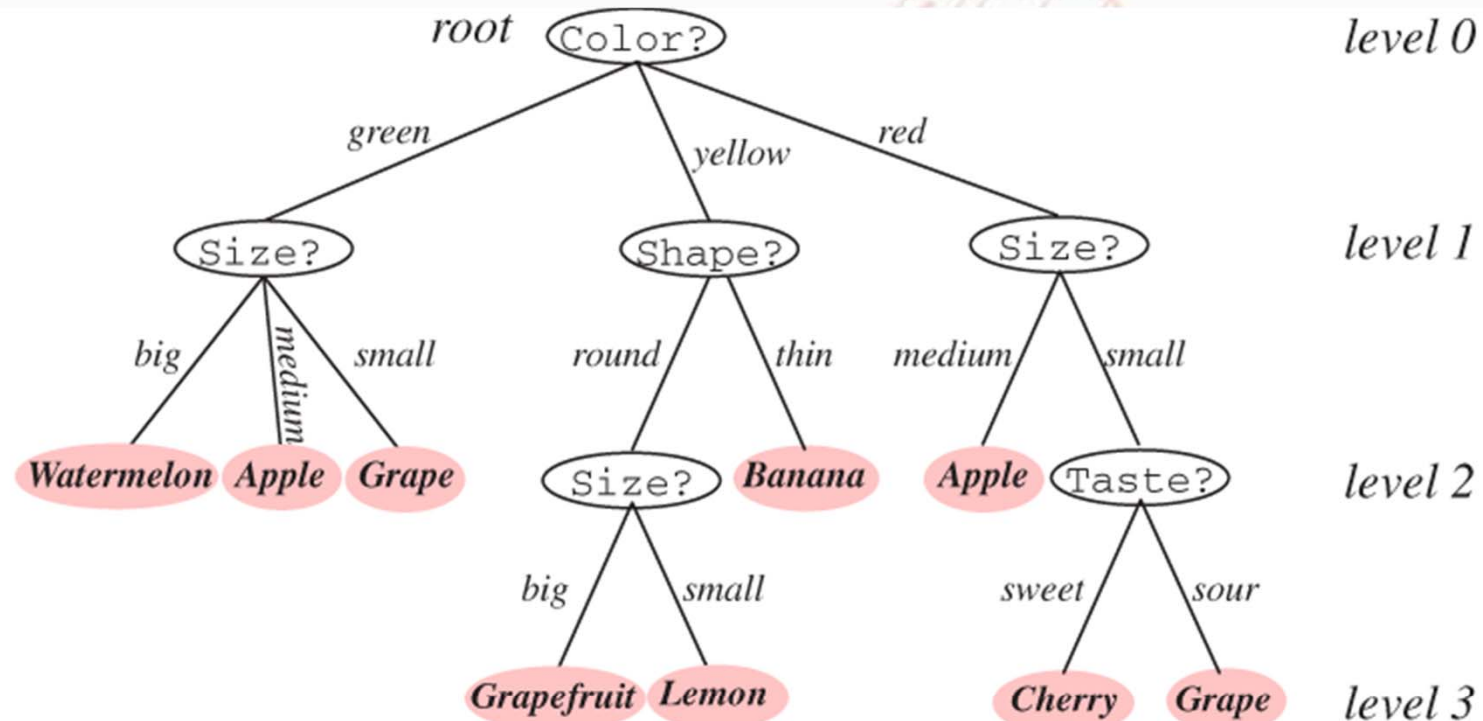 root Color? level 0
green yellow red
Size? Shape? Size? level 1
big medium small round thin medium small
Watermelon Apple Grape Size? Banana Apple Taste? level 2
big small sweet sour
Grapefruit Lemon Cherry Grape level 3